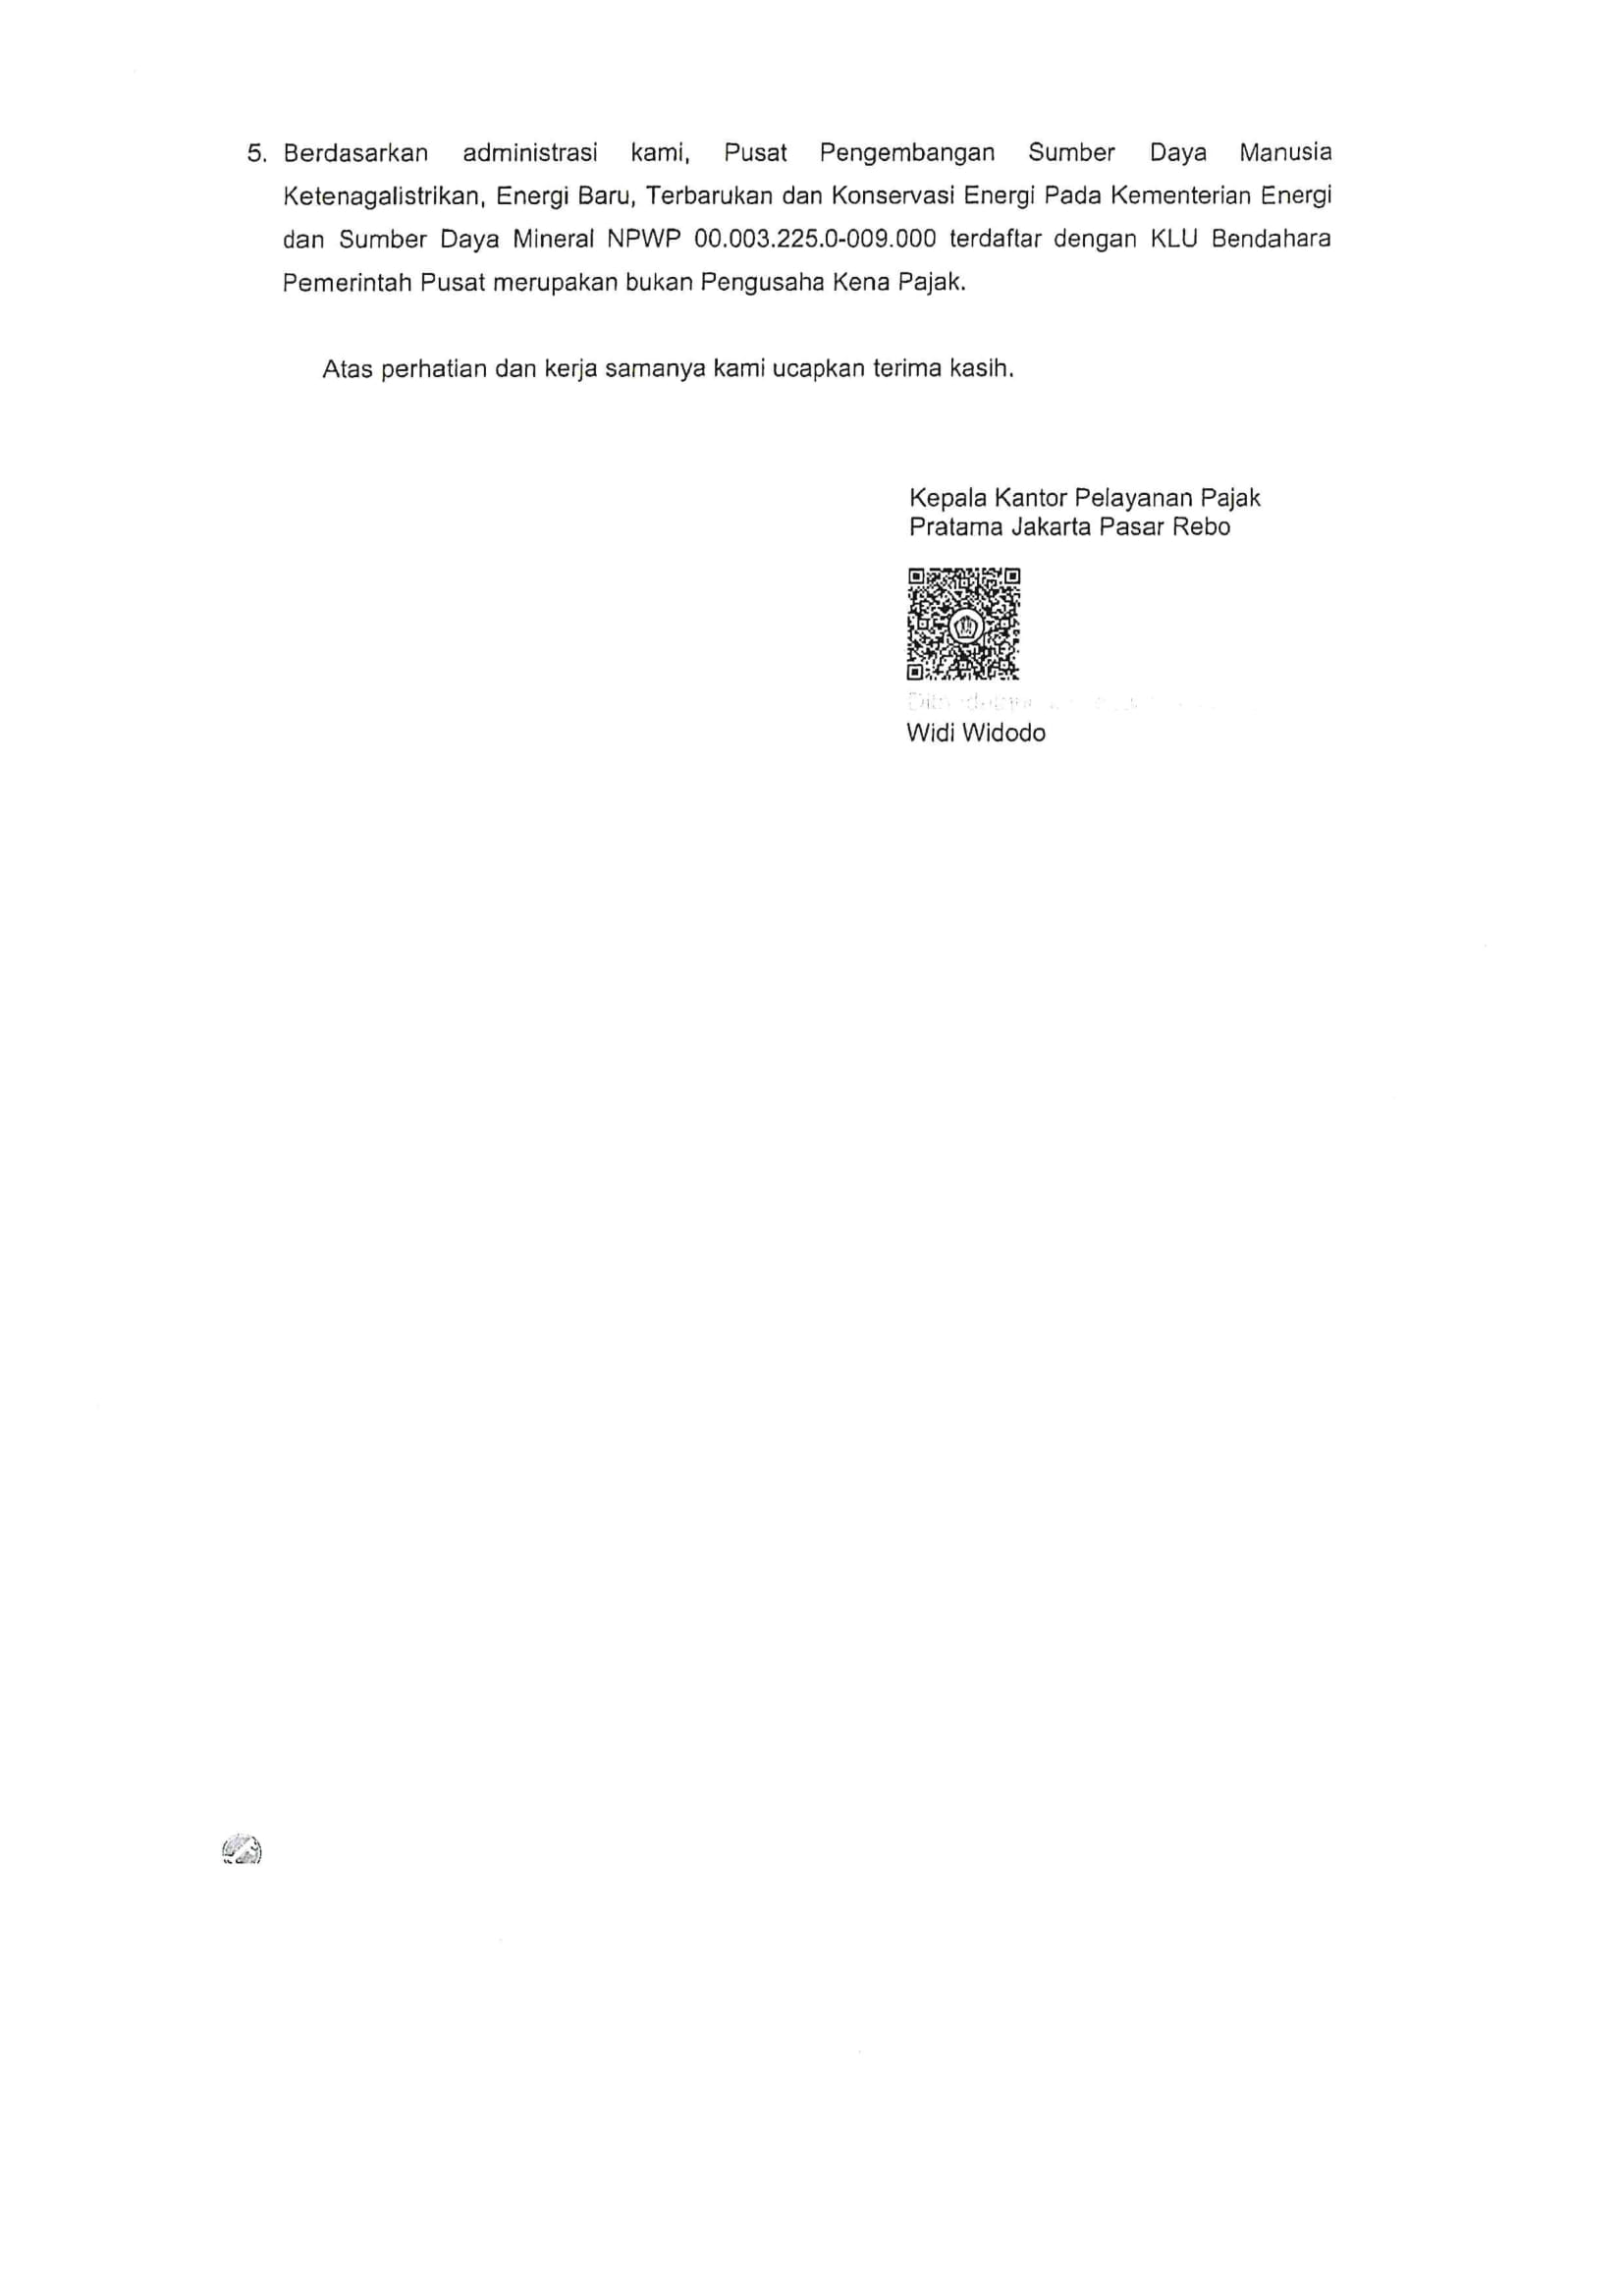 5. Berdasarkan administrasi kami, Pusat Pengembangan Sumber Daya Manusia
Ketenagalistrikan, Energi Baru, Terbarukan dan Konservasi Energi Pada Kementerian Energi
dan Sumber Daya Mineral NPWP 00.003.225.0-009.000 terdaftar dengan KLU Bendahara
Pemerintah Pusat merupakan bukan Pengusaha Kena Pajak.
Atas perhatian dan kerja samanya kami ucapkan terima kasih.
Kepala Kantor Pelayanan Pajak
Pratama Jakarta Pasar Rebo
Widi Widodo